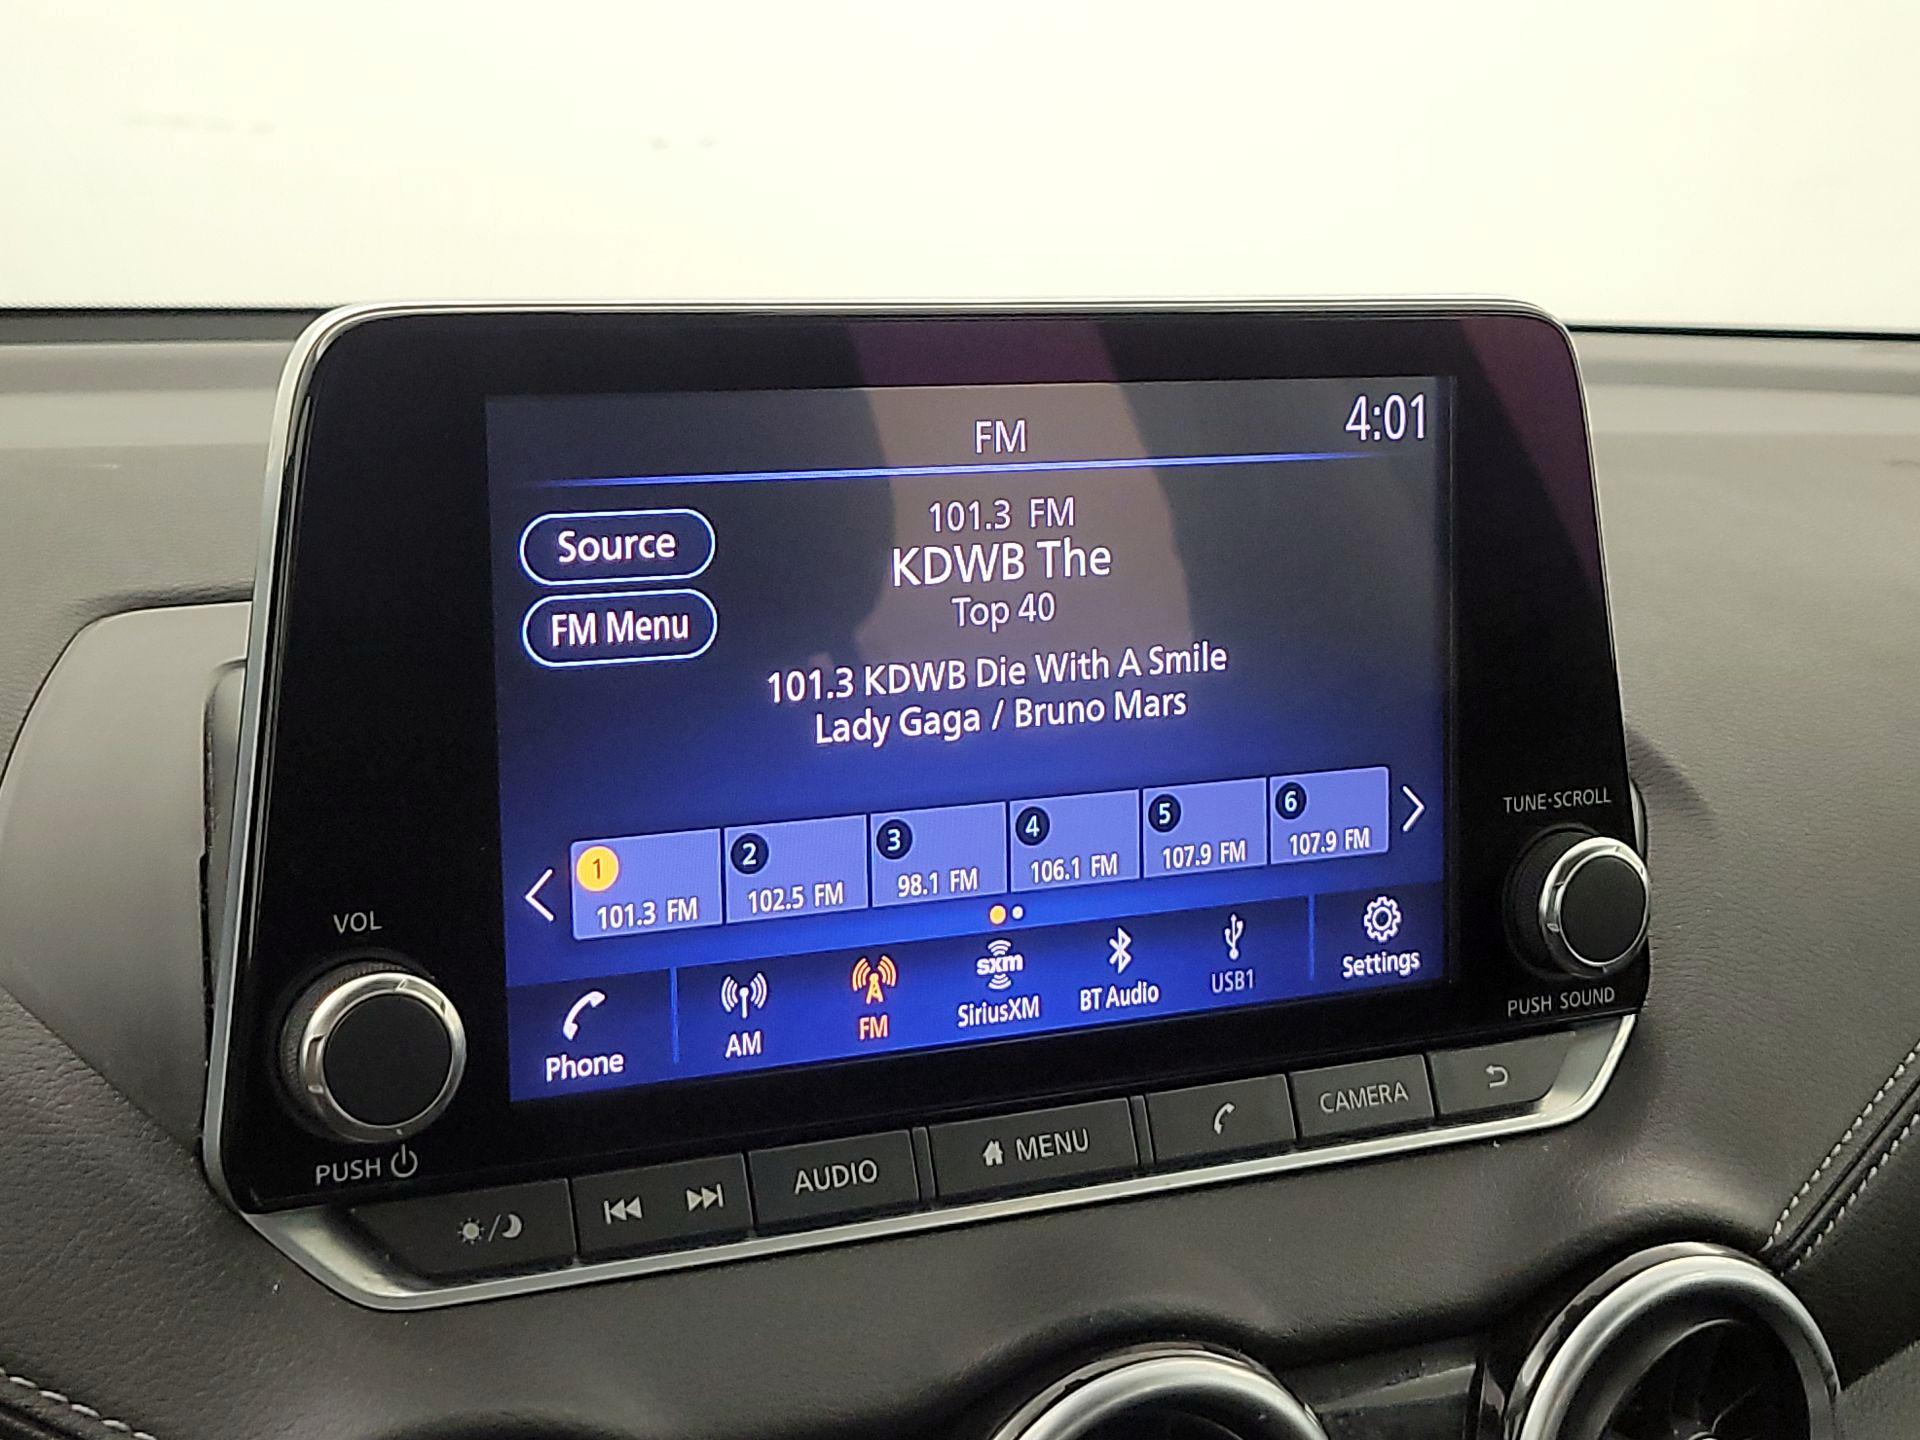 FM
4:01
Source
FM Menu
101.3 FM
KDWB The
Top 40
101.3 KDWB Die With A Smile
Lady Gaga / Bruno Mars
1
101.3 FM
2
102.5 FM
3
98.1 FM
4
106.1 FM
5
107.9 FM
6
107.9 FM
Phone
AM
FM
sxm
SiriusXM
BT Audio
USB1
Settings
VOL
PUSH
TUNE·SCROLL
PUSH SOUND
AUDIO
MENU
CAMERA